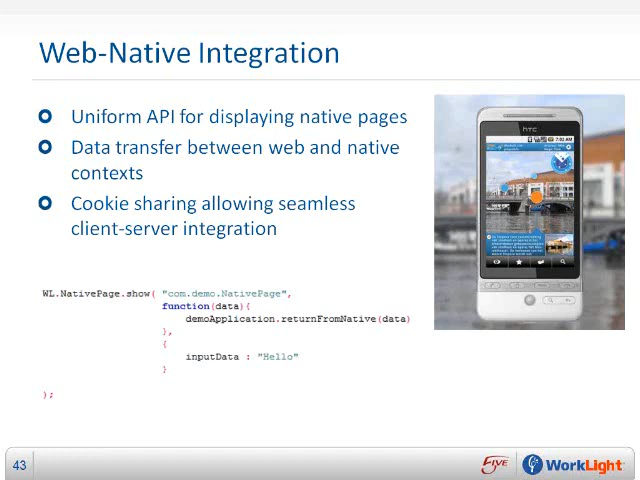 Web-Native Integration
Uniform API for displaying native pages
Data transfer between web and native
contexts
Cookie sharing allowing seamless
client-server integration
WL.NativePage.show( "com.demo.NativePage",
function(data){
demoApplication.returnFromNative(data)
},
{
inputData : "Hello"
}
);
hTC
43
FIVE
WorkLight